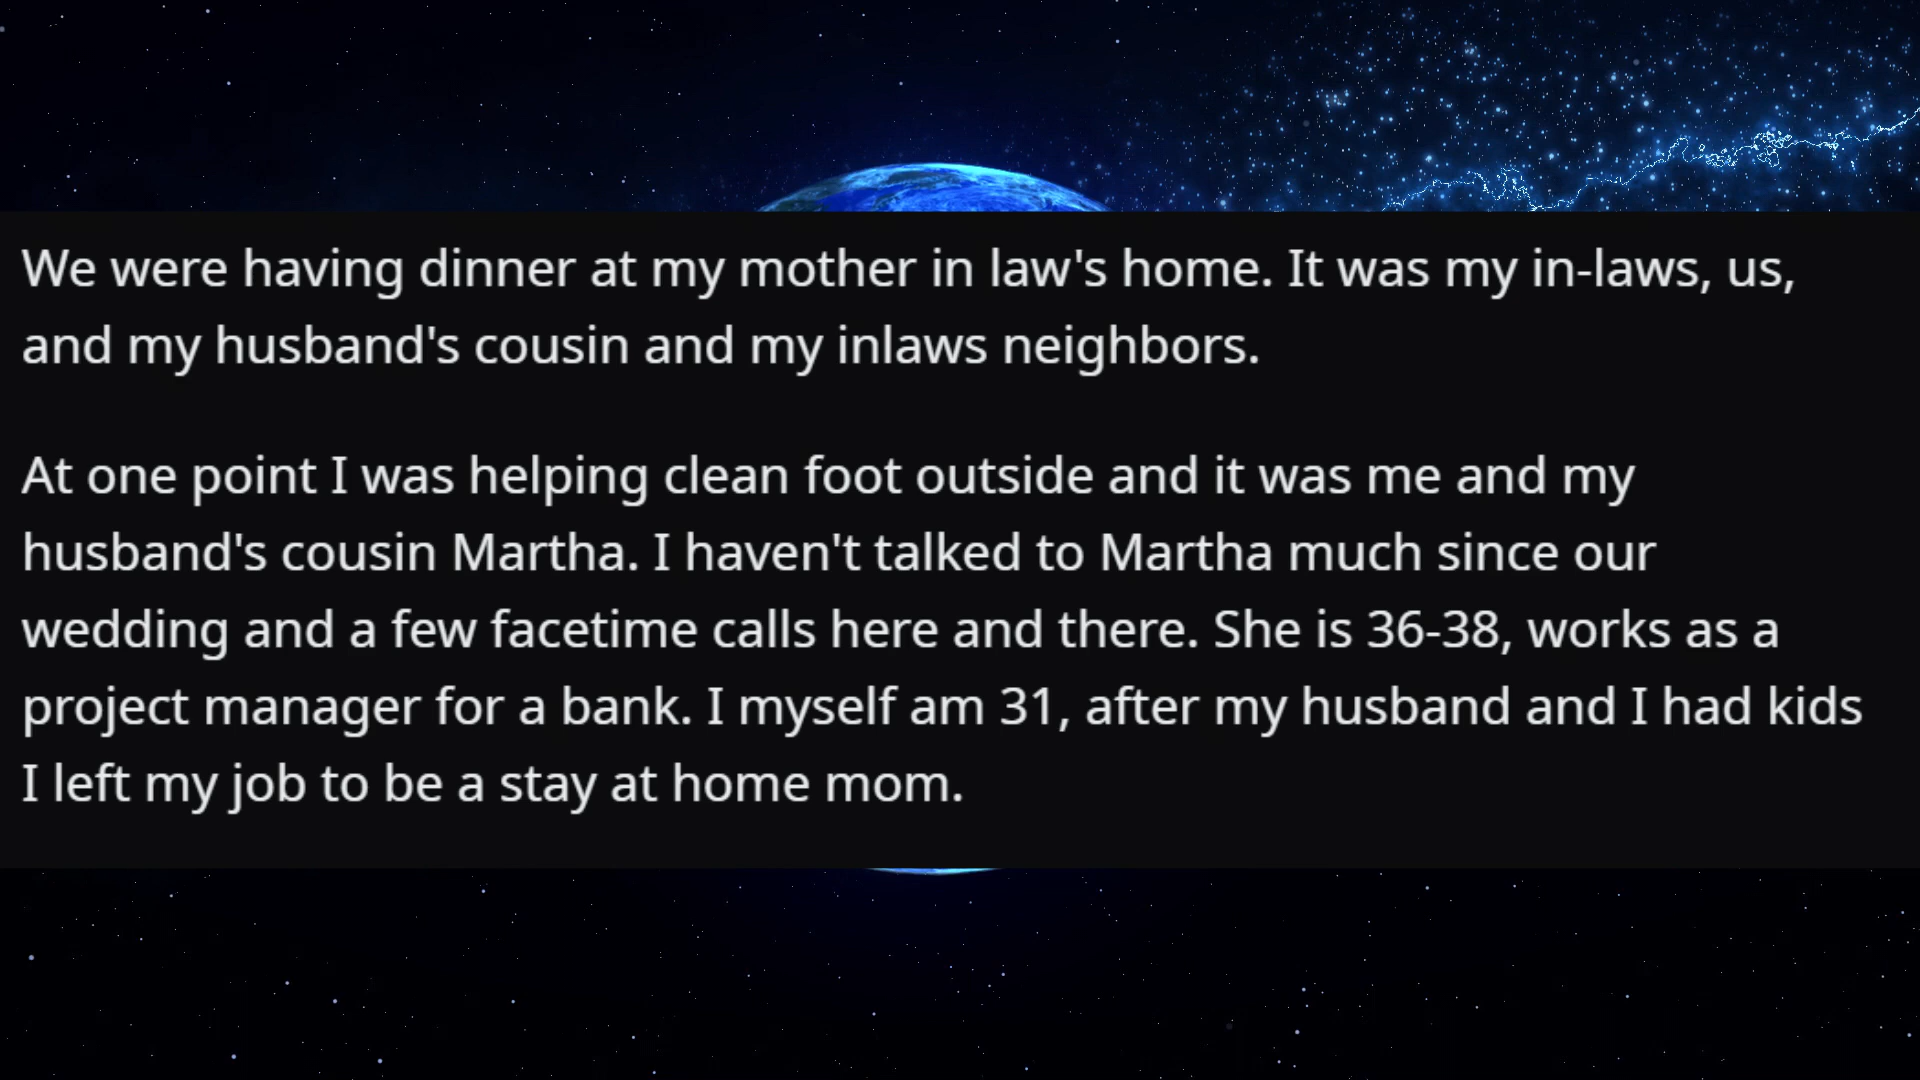 We were having dinner at my mother in law's home. It was my in-laws, us,
and my husband's cousin and my inlaws neighbors.
At one point I was helping clean foot outside and it was me and my
husband's cousin Martha. I haven't talked to Martha much since our
wedding and a few facetime calls here and there. She is 36-38, works as a
project manager for a bank. I myself am 31, after my husband and I had kids
I left my job to be a stay at home mom.